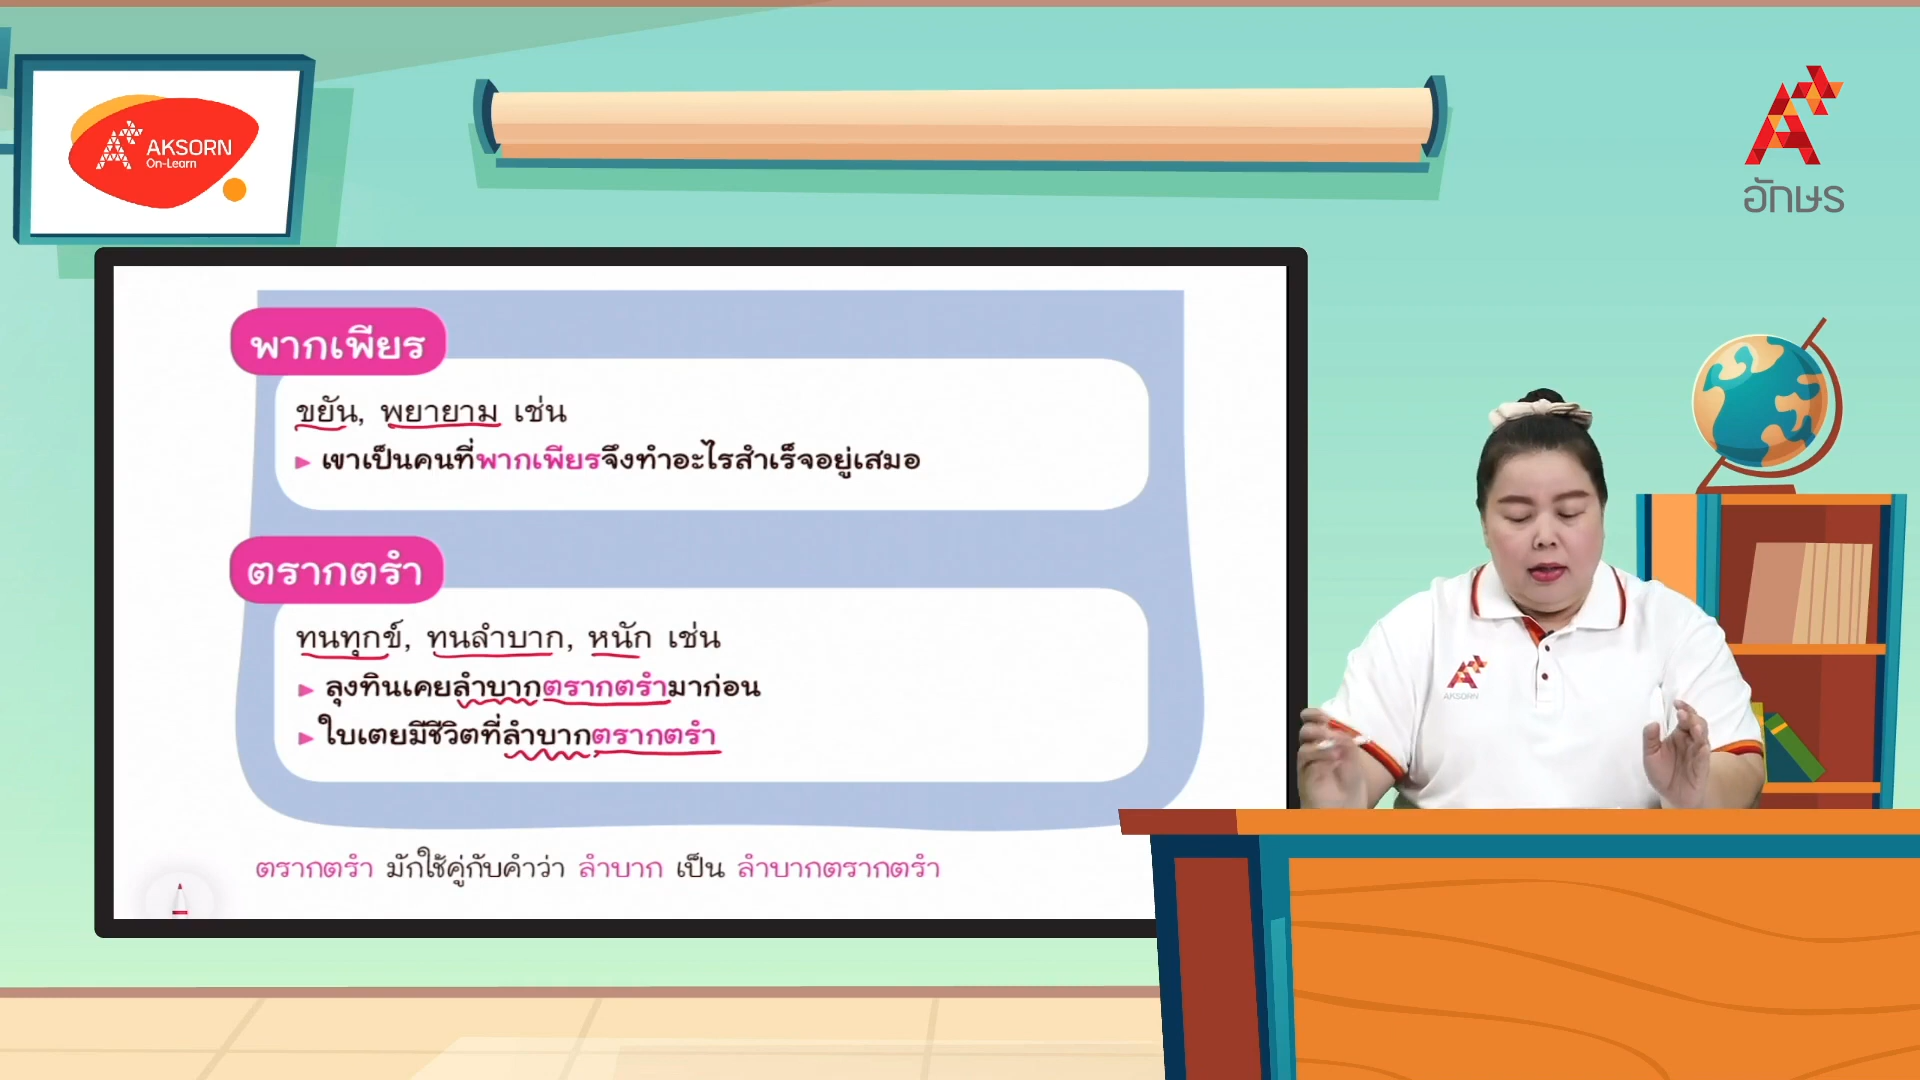 AKSORN
On-Learn
อักษร
พากเพียร
ขยัน, พยายาม เช่น
► เขาเป็นคนที่พากเพียรจึงทำอะไรสำเร็จอยู่เสมอ
ตรากตรำ
ทนทุกข์, ทนลำบาก, หนัก เช่น
► ลุงทินเคยลำบากตรากตรำมาก่อน
► ใบเตยมีชีวิตที่ลำบากตรากตรำ
ตรากตรำ มักใช้คู่กับคำว่า ลำบาก เป็น ลำบากตรากตรำ
AKSORN